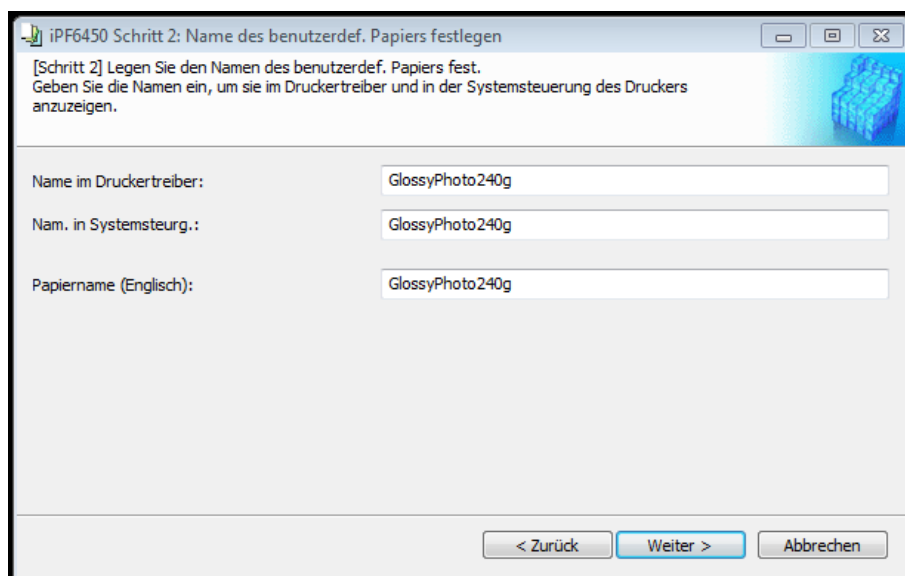 iPF6450 Schritt 2: Name des benutzerdef. Papiers festlegen
[Schritt 2] Legen Sie den Namen des benutzerdef. Papiers fest.
Geben Sie die Namen ein, um sie im Druckertreiber und in der Systemsteuerung des Druckers
anzuzeigen.
Name im Druckertreiber: GlossyPhoto240g
Nam. in Systemsteurg.: GlossyPhoto240g
Papiername (Englisch): GlossyPhoto240g
< Zurück Weiter > Abbrechen